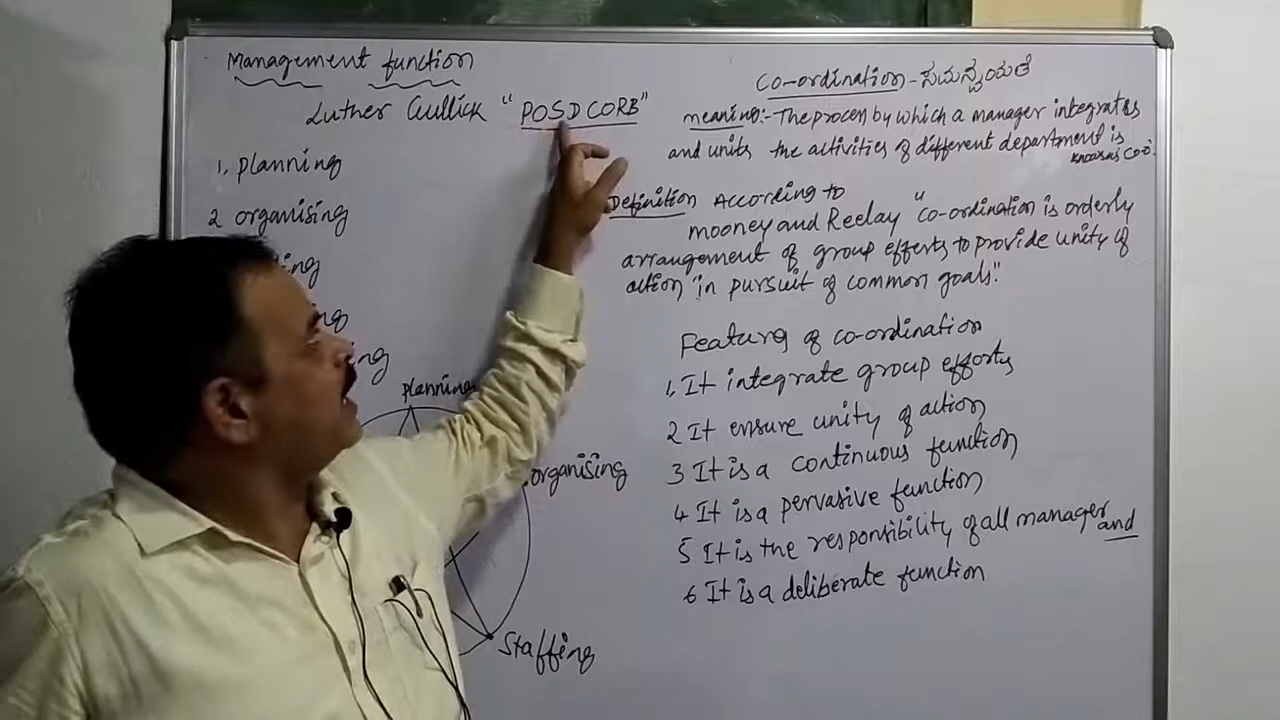 Management function
Luther Gullick "POSDCORB"
1, planning
2 organising
planning
organising
Staffing
Co-ordination - ಸಮನ್ವಯತೆ
meaning:- The process by which a manager integrates
and units the activities of different department is
known as Co-o.
Definition According to
mooney and Reelay "co-ordination is orderly
arrangement of group efforts to provide unity of
action "in pursuit of common goals."
Feature of co-ordination
1, It integrate group efforts
2 It ensure unity of action
3 It is a continuous function
4 It is a pervasive function
5 It is the responsibility of all manager and
6 It is a deliberate function